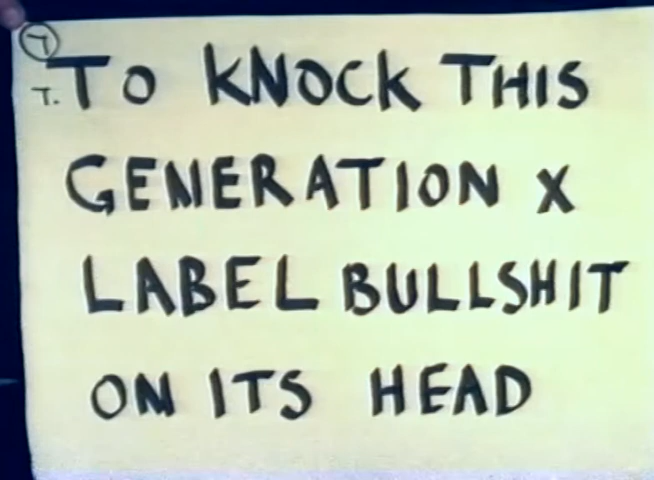 7
T. TO KNOCK THIS
GENERATION X
LABEL BULLSHIT
ON ITS HEAD